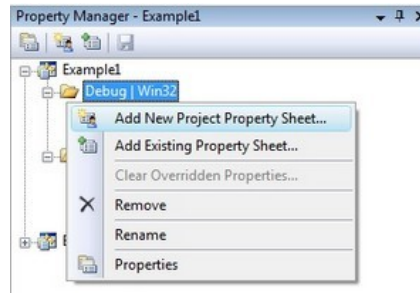 Property Manager - Example1
Example1
Debug | Win32
Add New Project Property Sheet...
Add Existing Property Sheet...
Clear Overridden Properties...
Remove
Rename
Properties